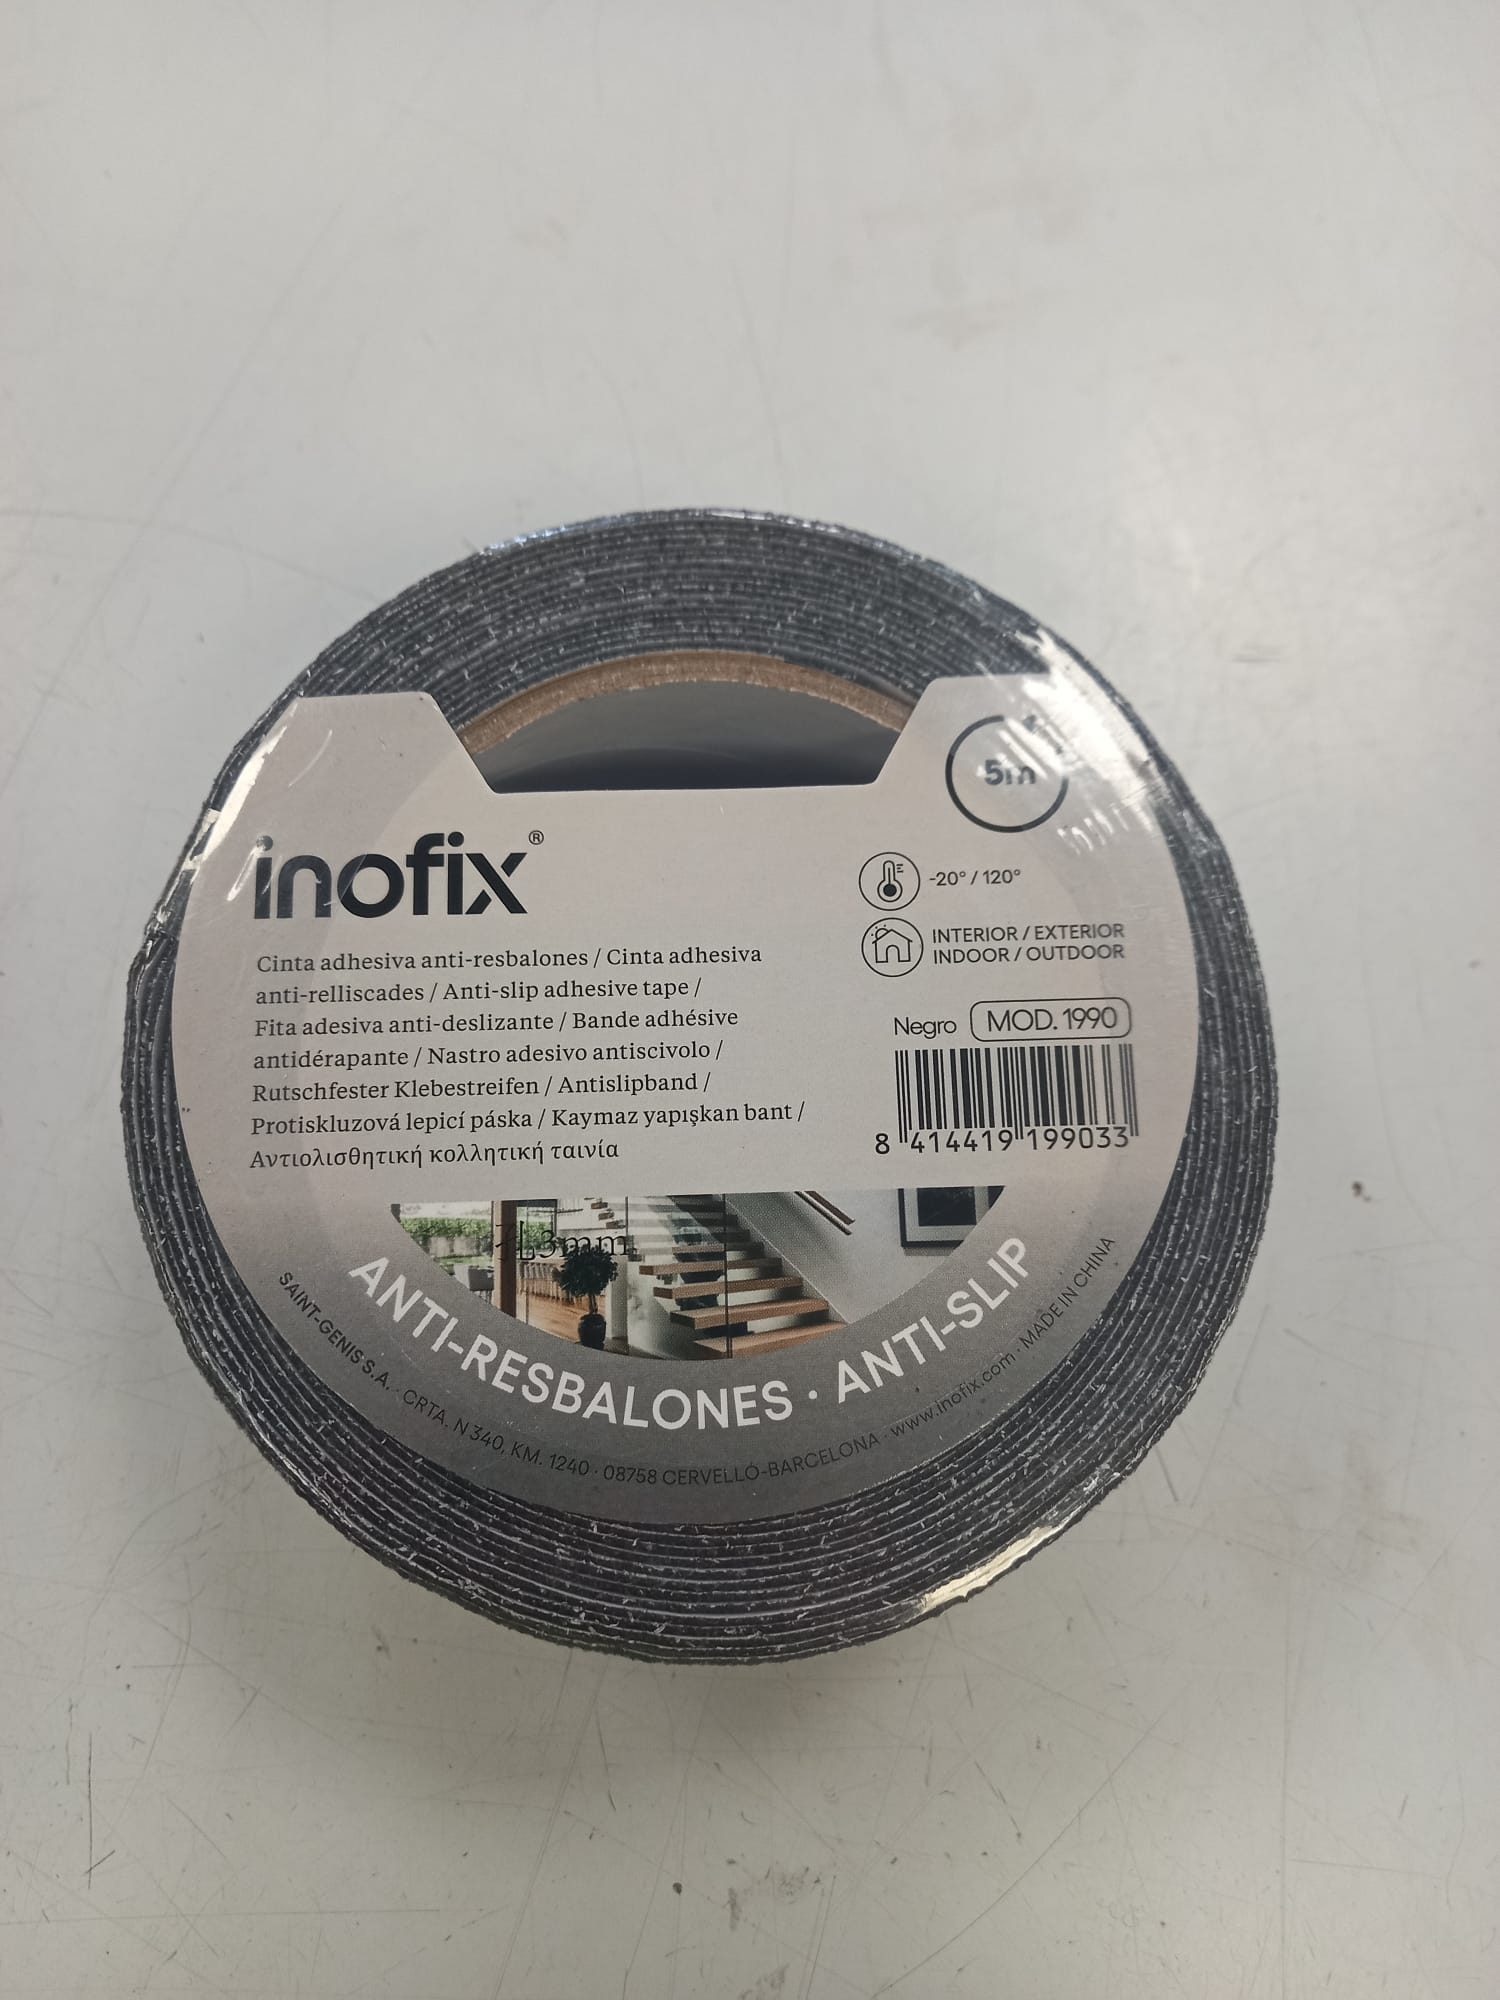 5m
inofix®
-20° / 120°
INTERIOR / EXTERIOR
INDOOR / OUTDOOR
Cinta adhesiva anti-resbalones / Cinta adhesiva
anti-relliscades / Anti-slip adhesive tape /
Fita adesiva anti-deslizante / Bande adhésive
antidérapante / Nastro adesivo antiscivolo /
Rutschfester Klebestreifen / Antislipband /
Protiskluzová lepicí páska / Kaymaz yapışkan bant /
Αντιολισθητική κολλητική ταινία
Negro MOD. 1990
8 414419 199033
3mm
ANTI-RESBALONES · ANTI-SLIP
SAINT-GENIS S.A. · CRTA. N 340, KM. 1240 · 08758 CERVELLÓ-BARCELONA · www.inofix.com · MADE IN CHINA